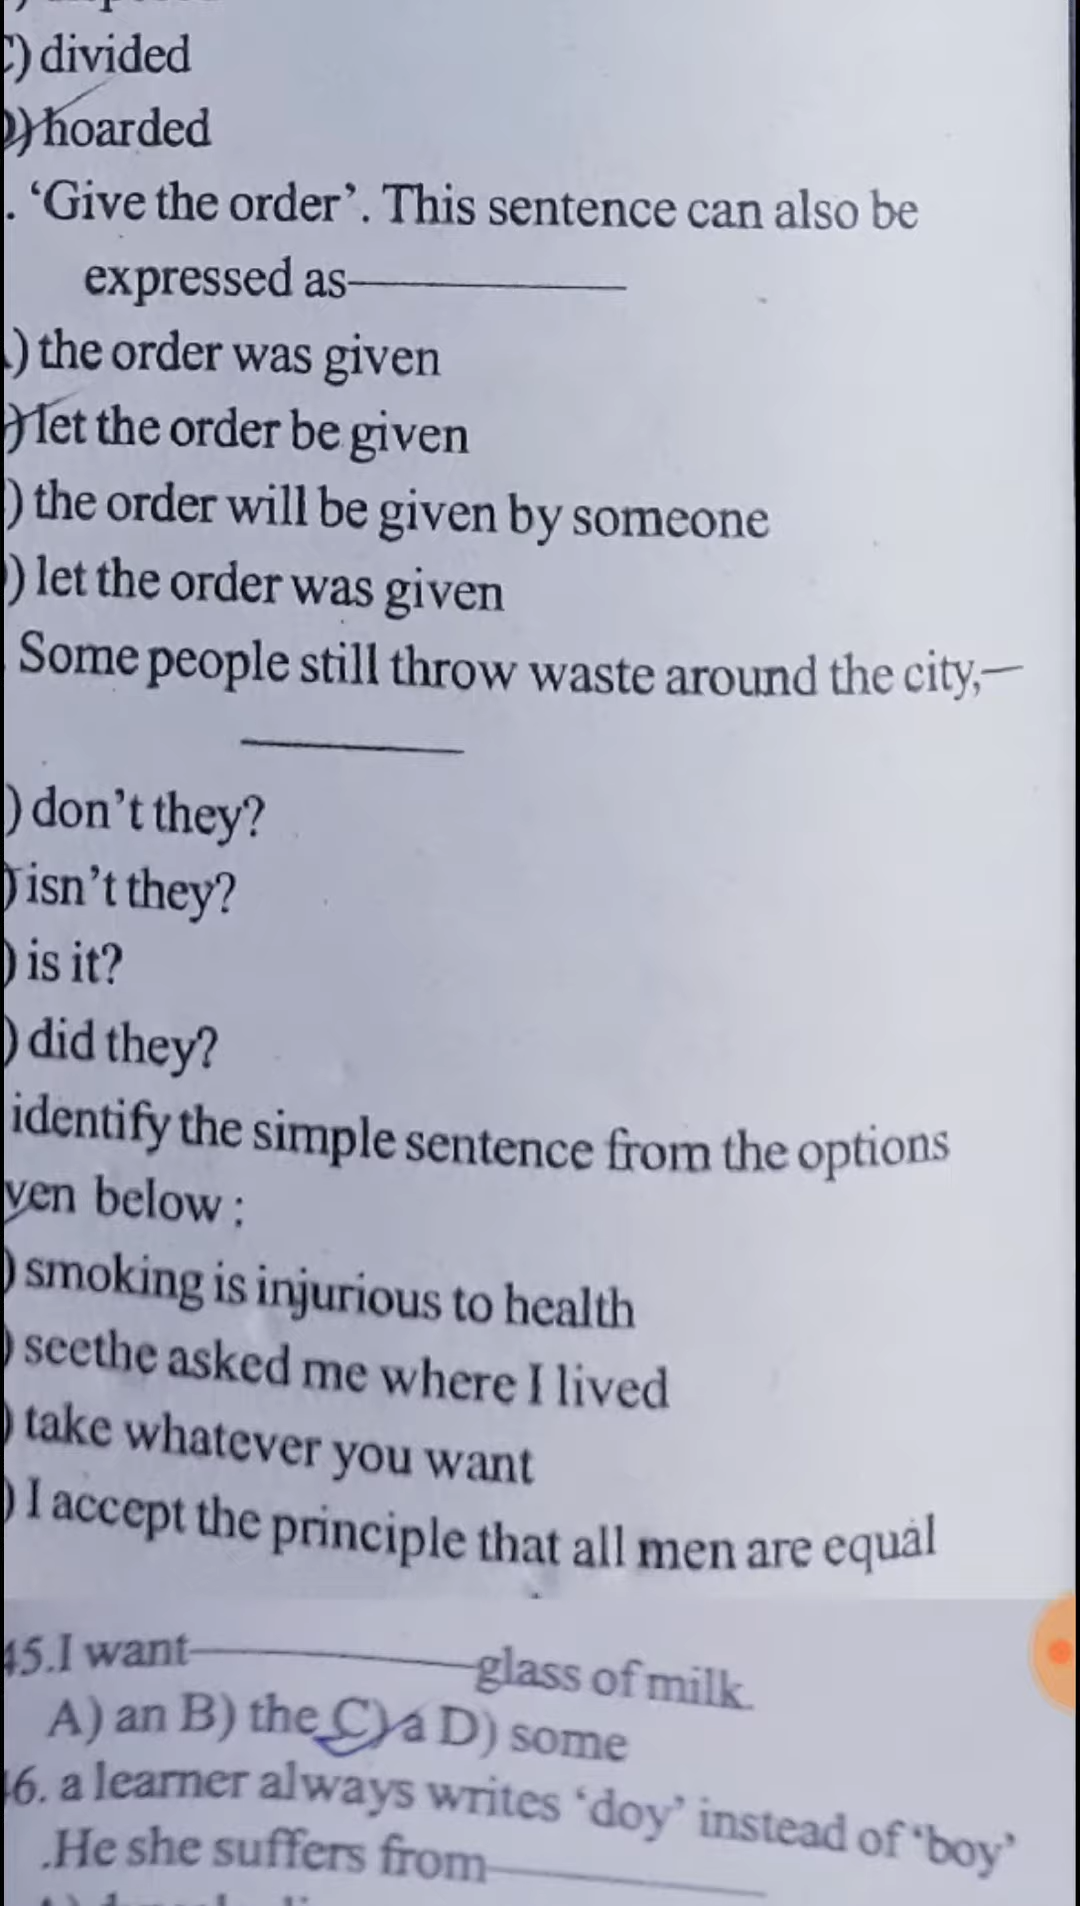 C) divided
D) hoarded
. ‘Give the order’. This sentence can also be
expressed as
) the order was given
) let the order be given
) the order will be given by someone
) let the order was given
Some people still throw waste around the city,—
) don’t they?
) isn’t they?
) is it?
) did they?
identify the simple sentence from the options
ven below :
) smoking is injurious to health
) seethe asked me where I lived
) take whatever you want
) I accept the principle that all men are equal
45.I want glass of milk.
A) an B) the C) a D) some
46. a learner always writes ‘doy’ instead of ‘boy’
.He she suffers from